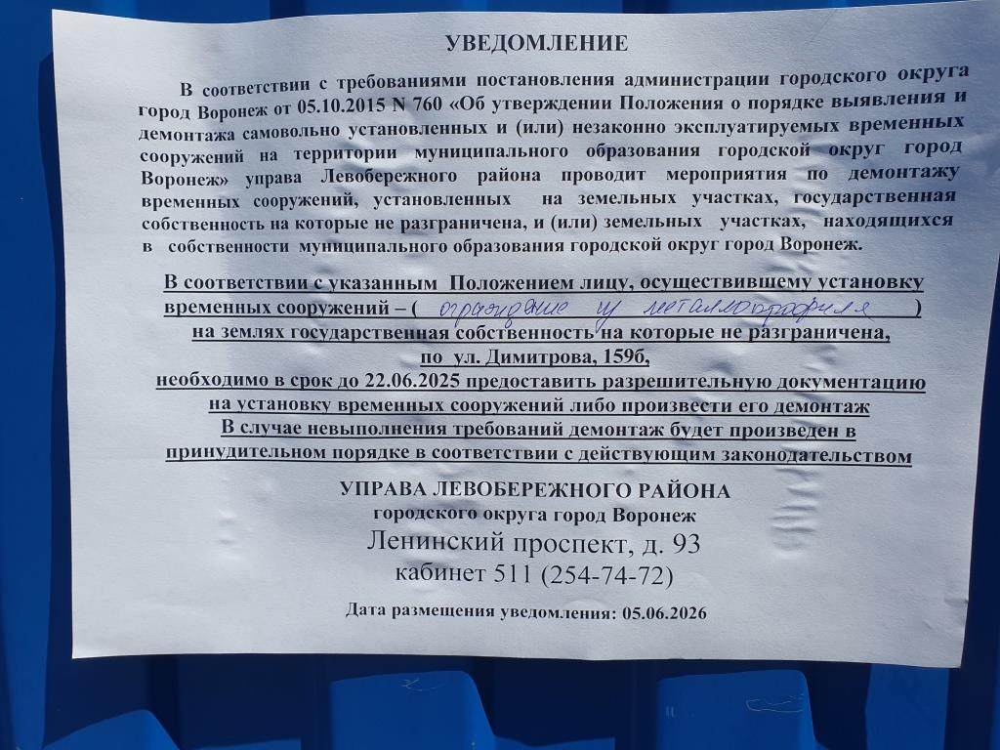 УВЕДОМЛЕНИЕ
В соответствии с требованиями постановления администрации городского округа
город Воронеж от 05.10.2015 N 760 «Об утверждении Положения о порядке выявления и
демонтажа самовольно установленных и (или) незаконно эксплуатируемых временных
сооружений на территории муниципального образования городской округ город
Воронеж» управа Левобережного района проводит мероприятия по демонтажу
временных сооружений, установленных на земельных участках, государственная
собственность на которые не разграничена, и (или) земельных участках, находящихся
в собственности муниципального образования городской округ город Воронеж.
В соответствии с указанным Положением лицу, осуществившему установку
временных сооружений – ( ограждение из металлопрофиля )
на землях государственная собственность на которые не разграничена,
по ул. Димитрова, 159б,
необходимо в срок до 22.06.2025 предоставить разрешительную документацию
на установку временных сооружений либо произвести его демонтаж
В случае невыполнения требований демонтаж будет произведен в
принудительном порядке в соответствии с действующим законодательством
УПРАВА ЛЕВОБЕРЕЖНОГО РАЙОНА
городского округа город Воронеж
Ленинский проспект, д. 93
кабинет 511 (254-74-72)
Дата размещения уведомления: 05.06.2026